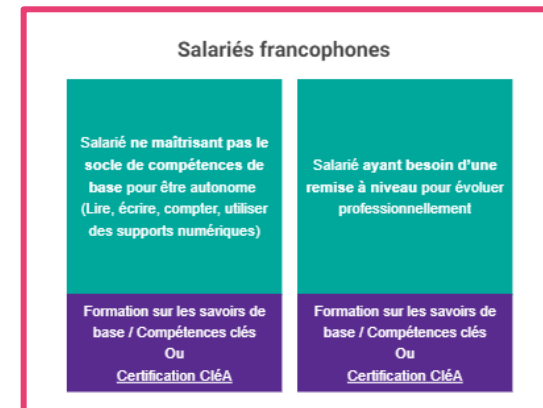 Salariés francophones
Salarié ne maîtrisant pas le
socle de compétences de
base pour être autonome
(Lire, écrire, compter, utiliser
des supports numériques)
Formation sur les savoirs de
base / Compétences clés
Ou
Certification CléA
Salarié ayant besoin d'une
remise à niveau pour évoluer
professionnellement
Formation sur les savoirs de
base / Compétences clés
Ou
Certification CléA